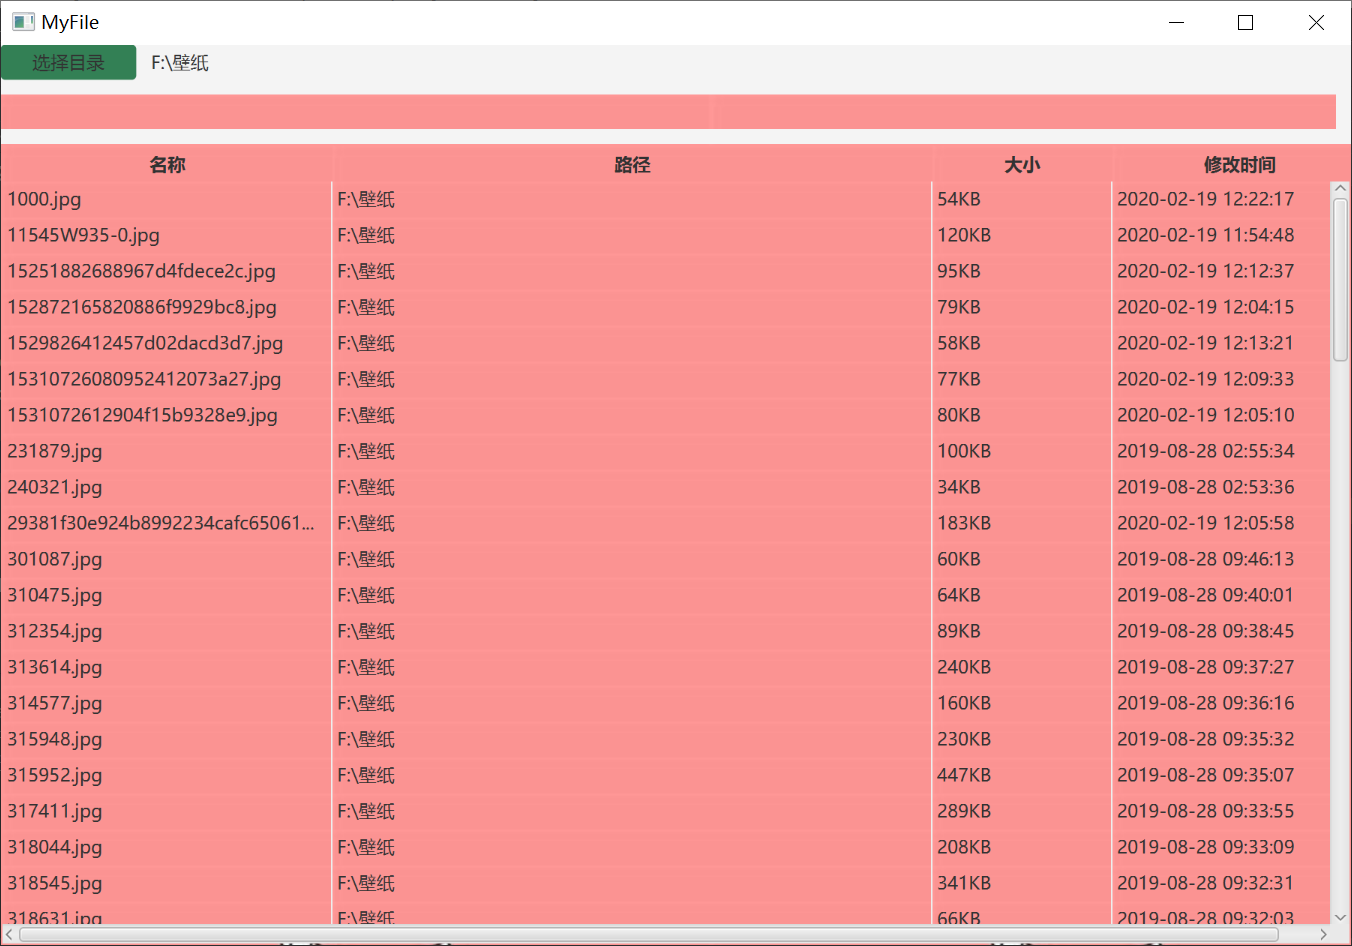 MyFile
选择目录 F:\壁纸
名称 路径 大小 修改时间
1000.jpg F:\壁纸 54KB 2020-02-19 12:22:17
11545W935-0.jpg F:\壁纸 120KB 2020-02-19 11:54:48
15251882688967d4fdece2c.jpg F:\壁纸 95KB 2020-02-19 12:12:37
152872165820886f9929bc8.jpg F:\壁纸 79KB 2020-02-19 12:04:15
1529826412457d02dacd3d7.jpg F:\壁纸 58KB 2020-02-19 12:13:21
15310726080952412073a27.jpg F:\壁纸 77KB 2020-02-19 12:09:33
1531072612904f15b9328e9.jpg F:\壁纸 80KB 2020-02-19 12:05:10
231879.jpg F:\壁纸 100KB 2019-08-28 02:55:34
240321.jpg F:\壁纸 34KB 2019-08-28 02:53:36
29381f30e924b8992234cafc65061... F:\壁纸 183KB 2020-02-19 12:05:58
301087.jpg F:\壁纸 60KB 2019-08-28 09:46:13
310475.jpg F:\壁纸 64KB 2019-08-28 09:40:01
312354.jpg F:\壁纸 89KB 2019-08-28 09:38:45
313614.jpg F:\壁纸 240KB 2019-08-28 09:37:27
314577.jpg F:\壁纸 160KB 2019-08-28 09:36:16
315948.jpg F:\壁纸 230KB 2019-08-28 09:35:32
315952.jpg F:\壁纸 447KB 2019-08-28 09:35:07
317411.jpg F:\壁纸 289KB 2019-08-28 09:33:55
318044.jpg F:\壁纸 208KB 2019-08-28 09:33:09
318545.jpg F:\壁纸 341KB 2019-08-28 09:32:31
318631.jpg F:\壁纸 66KB 2019-08-28 09:32:03